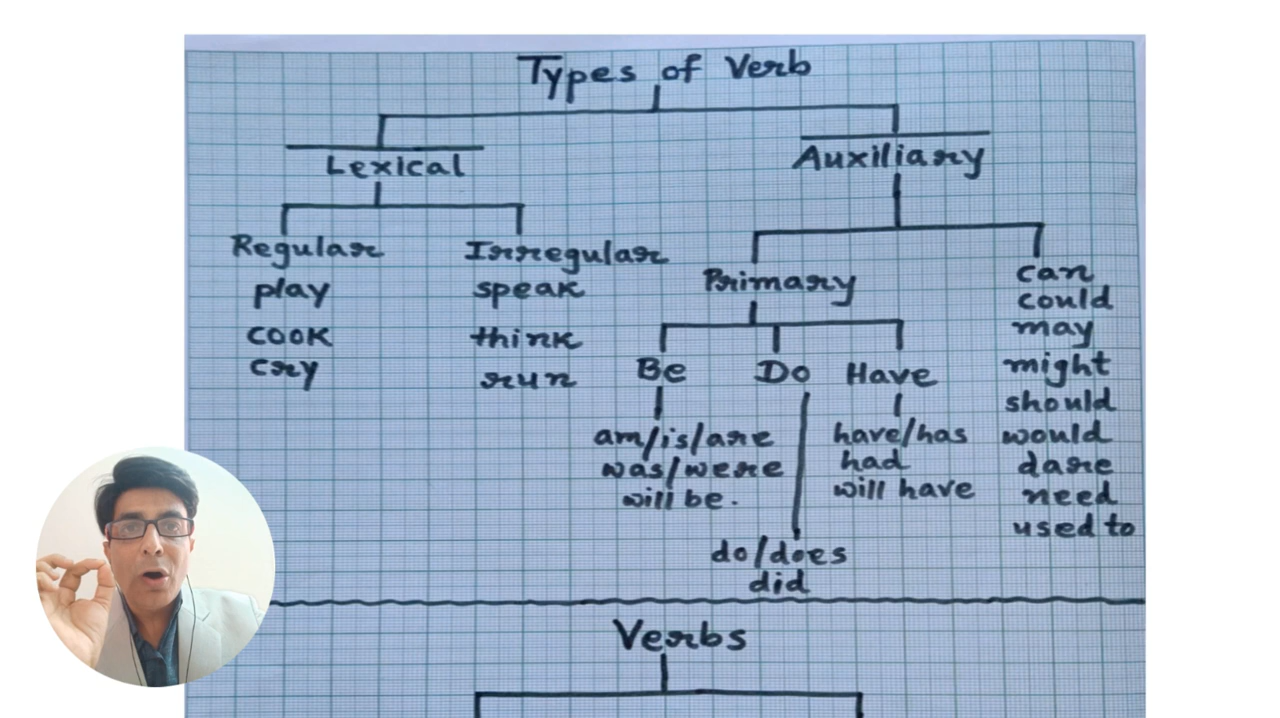 Types of Verb
Lexical
Auxiliary
Regular
play
cook
cry
Irregular
speak
think
run
Primary
Be
am/is/are
was/were
will be.
Do
do/does
did
Have
have/has
had
will have
can
could
may
might
should
would
dare
need
used to
Verbs